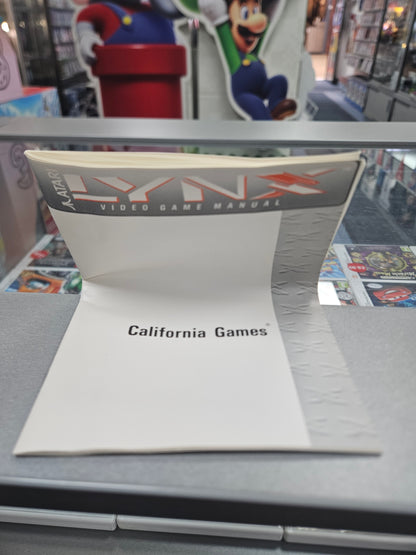 ATARI
LYNX
VIDEO GAME MANUAL
California Games®